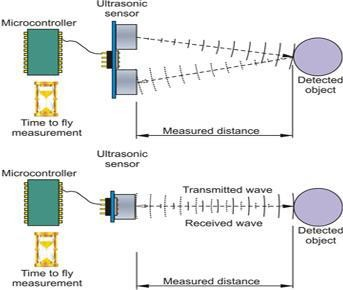 Ultrasonic
sensor
Microcontroller
Detected
object
Time to fly
measurement
Measured distance
Ultrasonic
sensor
Microcontroller
Transmitted wave
Received wave
Detected
object
Time to fly
measurement
Measured distance